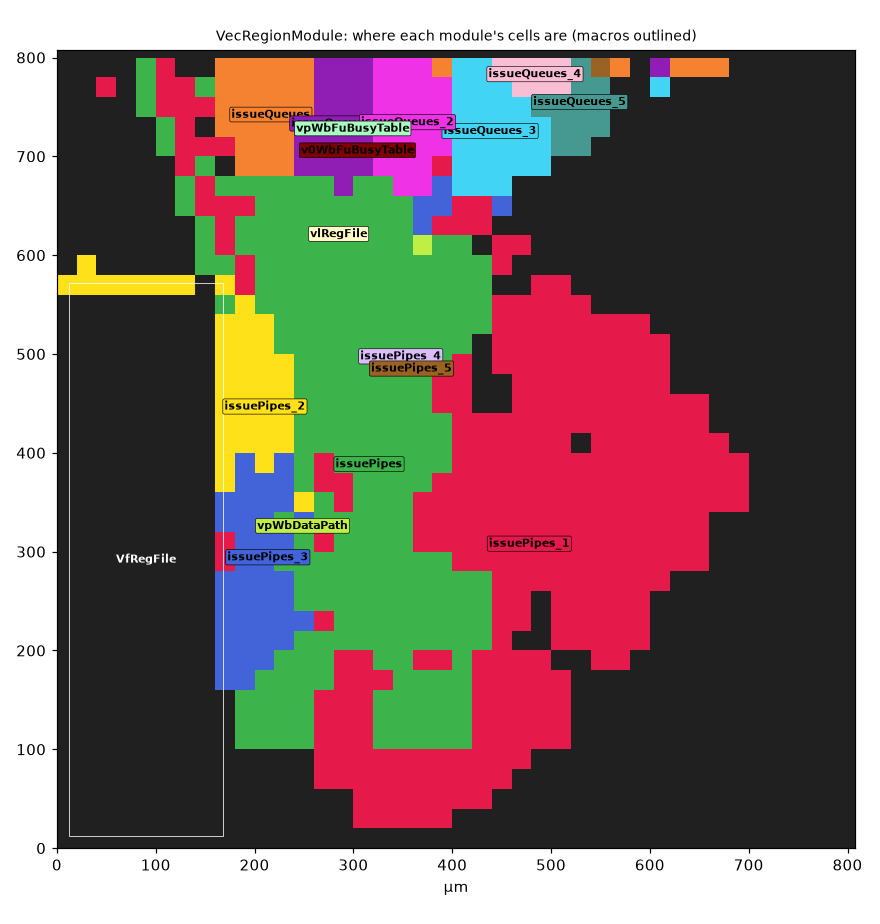 VecRegionModule: where each module's cells are (macros outlined)
800
700
600
500
400
300
200
100
0
issueQueues_4
issueQueues_5
issueQueues
issueQueues_2
vpWbFuBusyTable
issueQueues_3
v0WbFuBusyTable
vlRegFile
issuePipes_4
issuePipes_5
issuePipes_2
issuePipes
vpWbDataPath
issuePipes_1
issuePipes_3
VfRegFile
0 100 200 300 400 500 600 700 800
µm